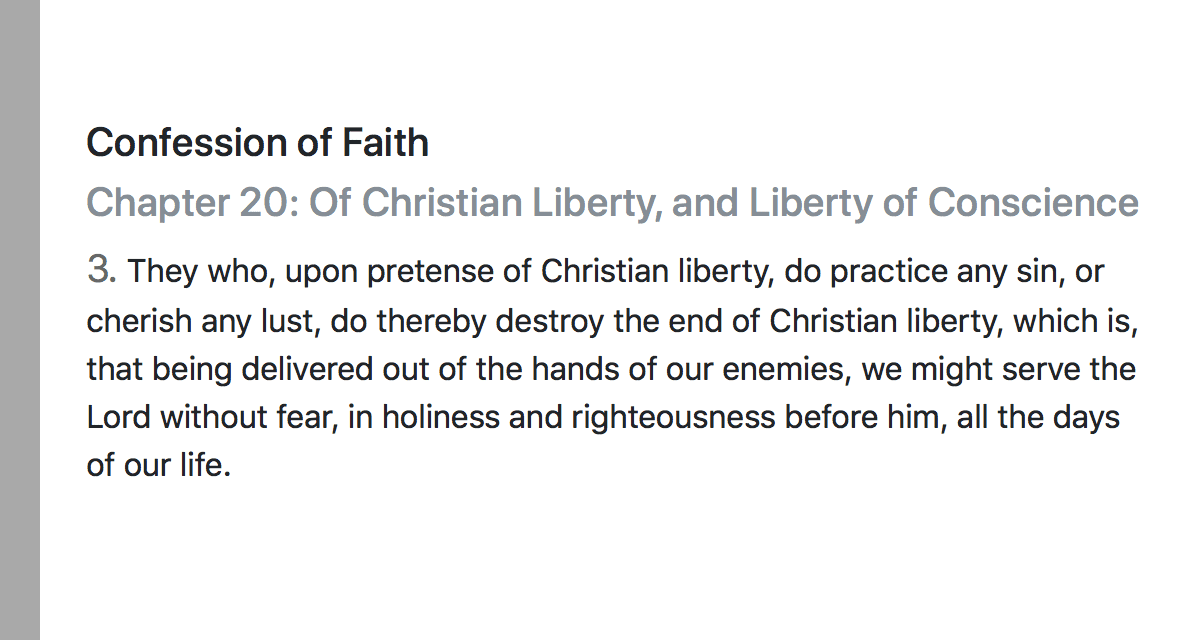 Confession of Faith
Chapter 20: Of Christian Liberty, and Liberty of Conscience
3. They who, upon pretense of Christian liberty, do practice any sin, or
cherish any lust, do thereby destroy the end of Christian liberty, which is,
that being delivered out of the hands of our enemies, we might serve the
Lord without fear, in holiness and righteousness before him, all the days
of our life.